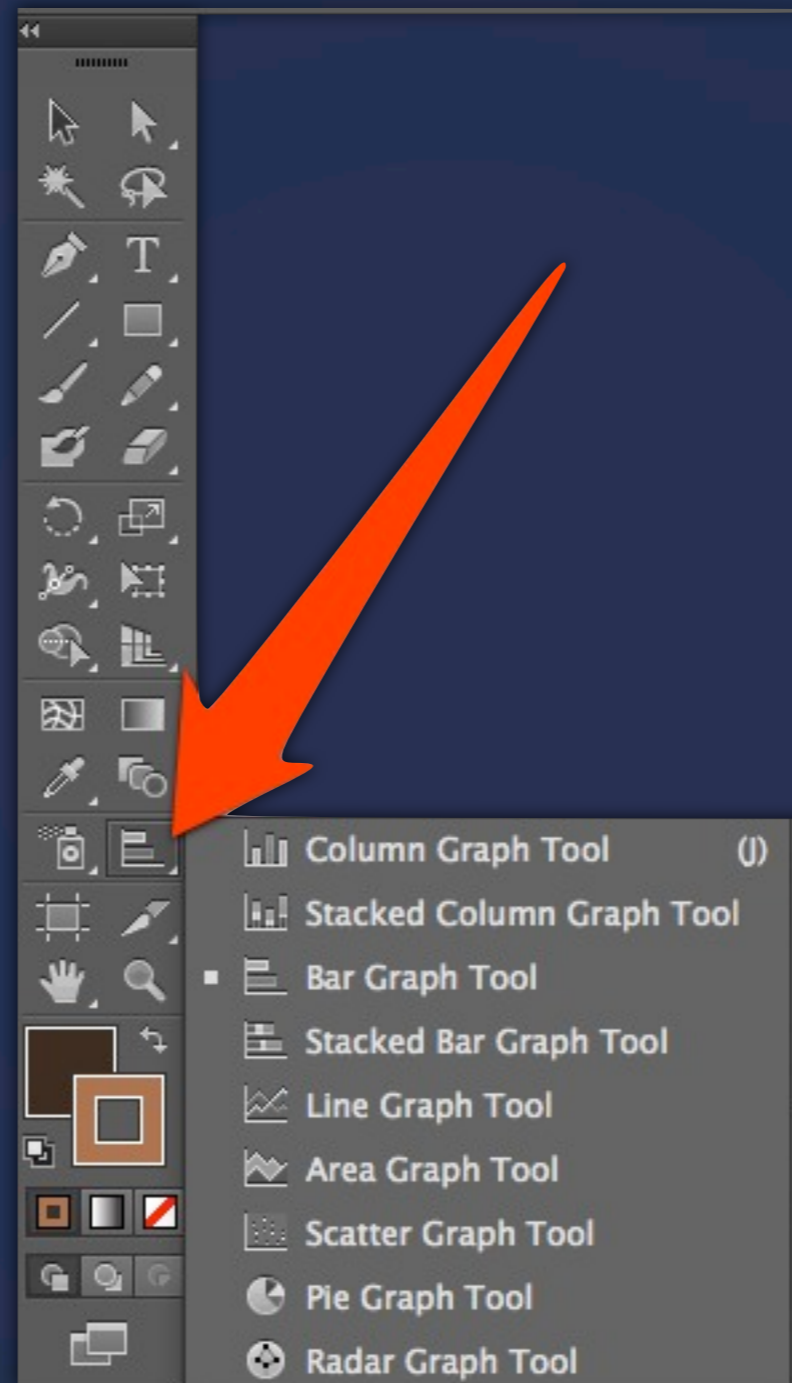 T
Column Graph Tool (J)
Stacked Column Graph Tool
Bar Graph Tool
Stacked Bar Graph Tool
Line Graph Tool
Area Graph Tool
Scatter Graph Tool
Pie Graph Tool
Radar Graph Tool